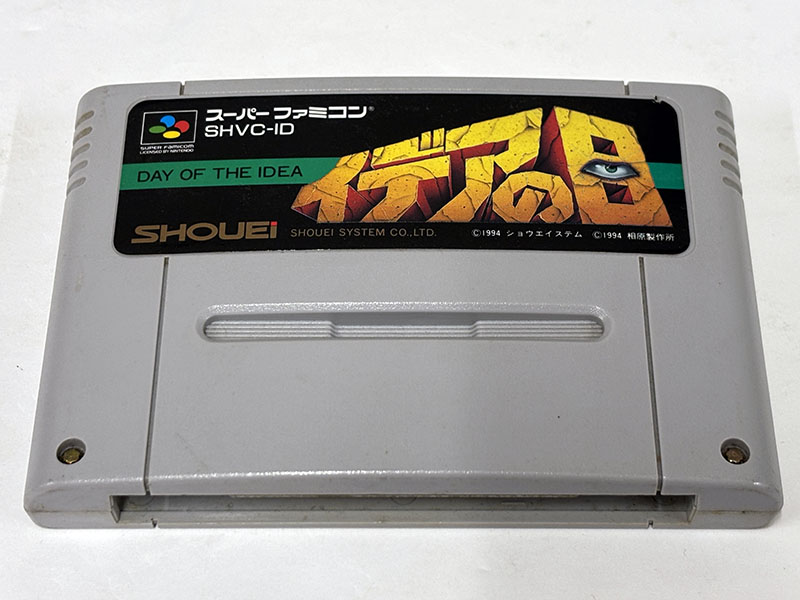 スーパーファミコン®
SHVC-ID
SUPER FAMICOM
LICENSED BY NINTENDO
DAY OF THE IDEA
イデアの日
SHOUEi SHOUEI SYSTEM CO.,LTD. ©1994 ショウエイステム ©1994 相原製作所